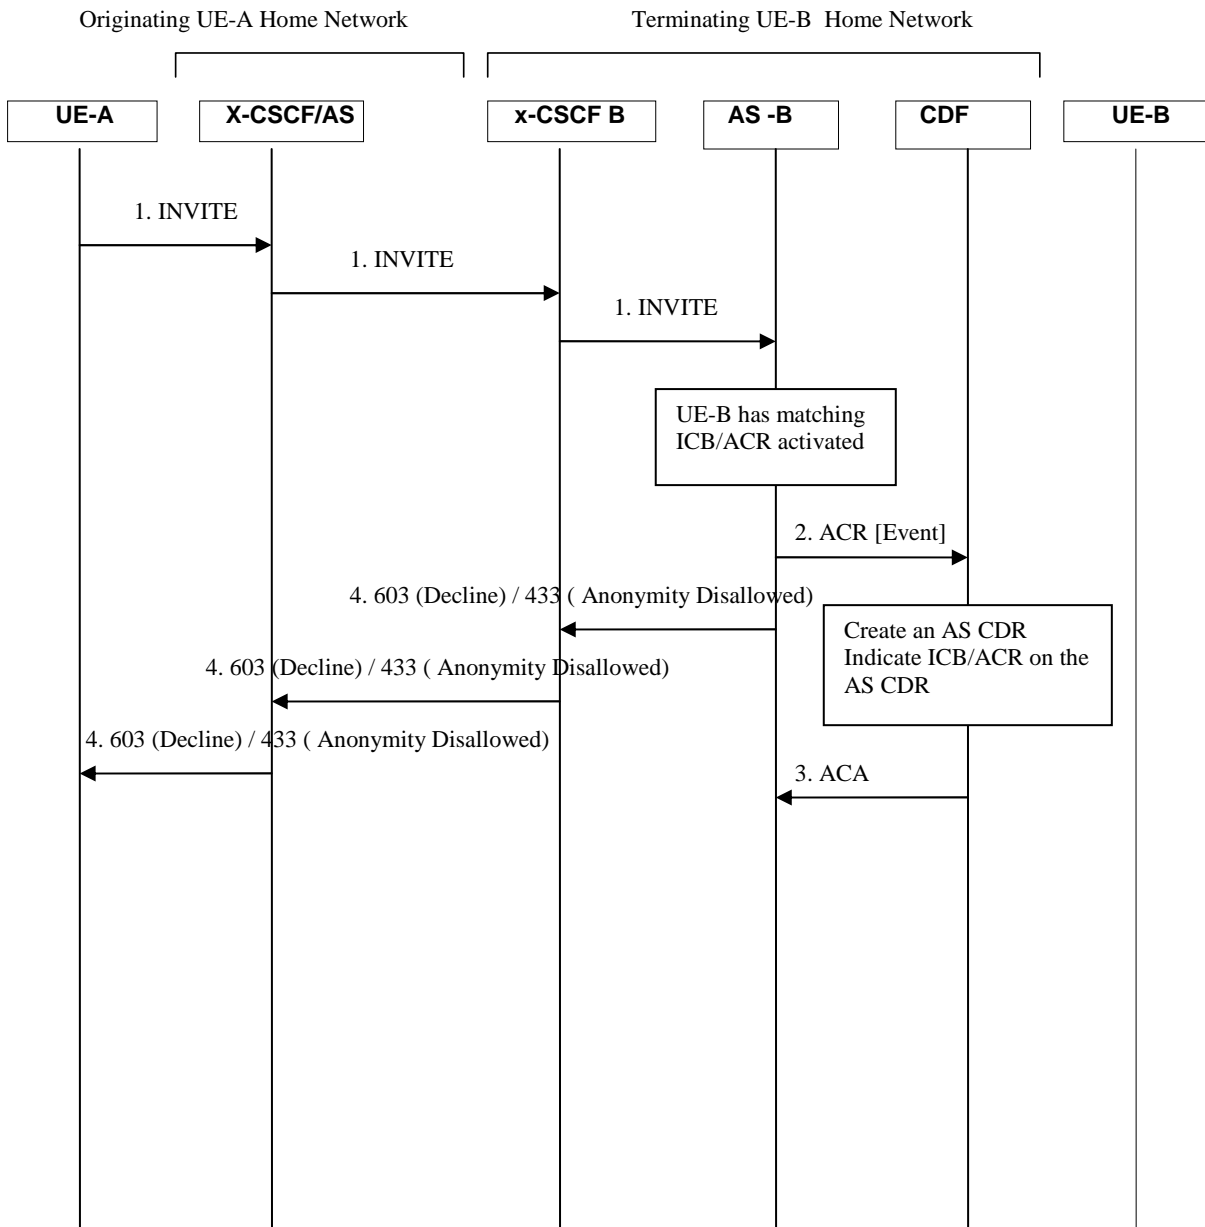 Originating UE-A Home Network
Terminating UE-B  Home Network
UE-A
X-CSCF/AS
x-CSCF B
AS -B
CDF
UE-B
1. INVITE
1. INVITE
1. INVITE
UE-B has matching
ICB/ACR activated
2. ACR [Event]
4. 603 (Decline) / 433 ( Anonymity Disallowed)
Create an AS CDR
Indicate ICB/ACR on the
AS CDR
4. 603 (Decline) / 433 ( Anonymity Disallowed)
4. 603 (Decline) / 433 ( Anonymity Disallowed)
3. ACA